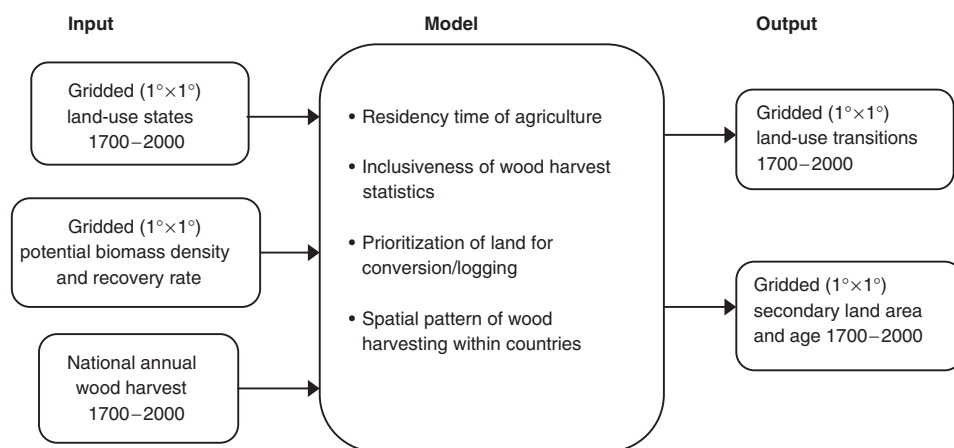 Input
Model
Output
Gridded (1°×1°)
land-use states
1700–2000
Gridded (1°×1°)
potential biomass density
and recovery rate
National annual
wood harvest
1700–2000
• Residency time of agriculture
• Inclusiveness of wood harvest
statistics
• Prioritization of land for
conversion/logging
• Spatial pattern of wood
harvesting within countries
Gridded (1°×1°)
land-use transitions
1700–2000
Gridded (1°×1°)
secondary land area
and age 1700–2000